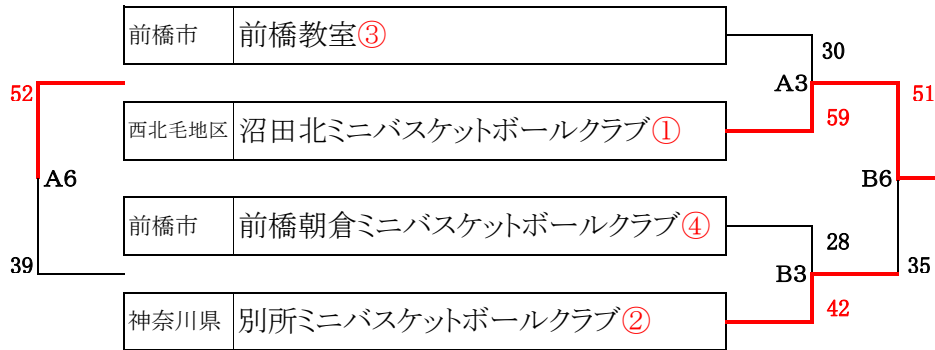 前橋市 前橋教室③
30
52 A3 51
西北毛地区 沼田北ミニバスケットボールクラブ① 59
A6 B6
前橋市 前橋朝倉ミニバスケットボールクラブ④
28
39 B3 35
神奈川県 別所ミニバスケットボールクラブ② 42